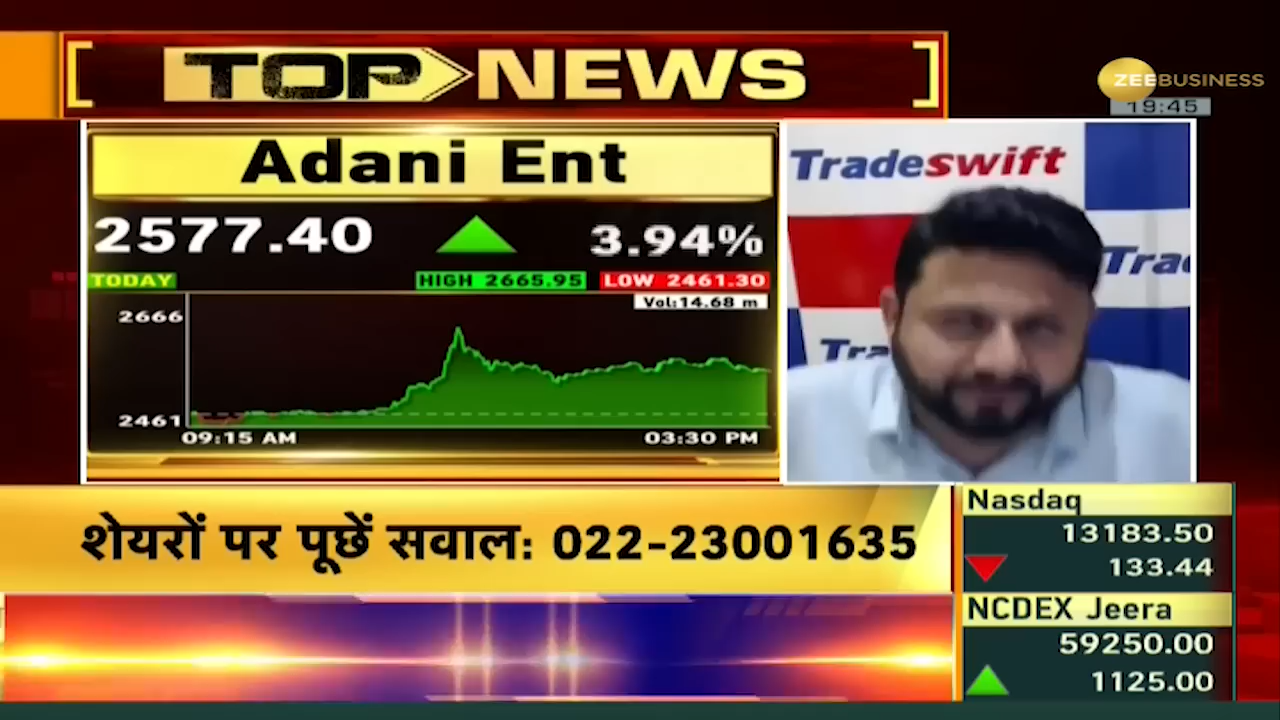 TOP NEWS
ZEEBUSINESS
19:45
Adani Ent
2577.40 3.94%
TODAY HIGH 2665.95 LOW 2461.30
Vol:14.68 m
2666
2461
09:15 AM 03:30 PM
Tradeswift
Trad
Tra
शेयरों पर पूछें सवाल: 022-23001635
Nasdaq
13183.50
133.44
NCDEX Jeera
59250.00
1125.00